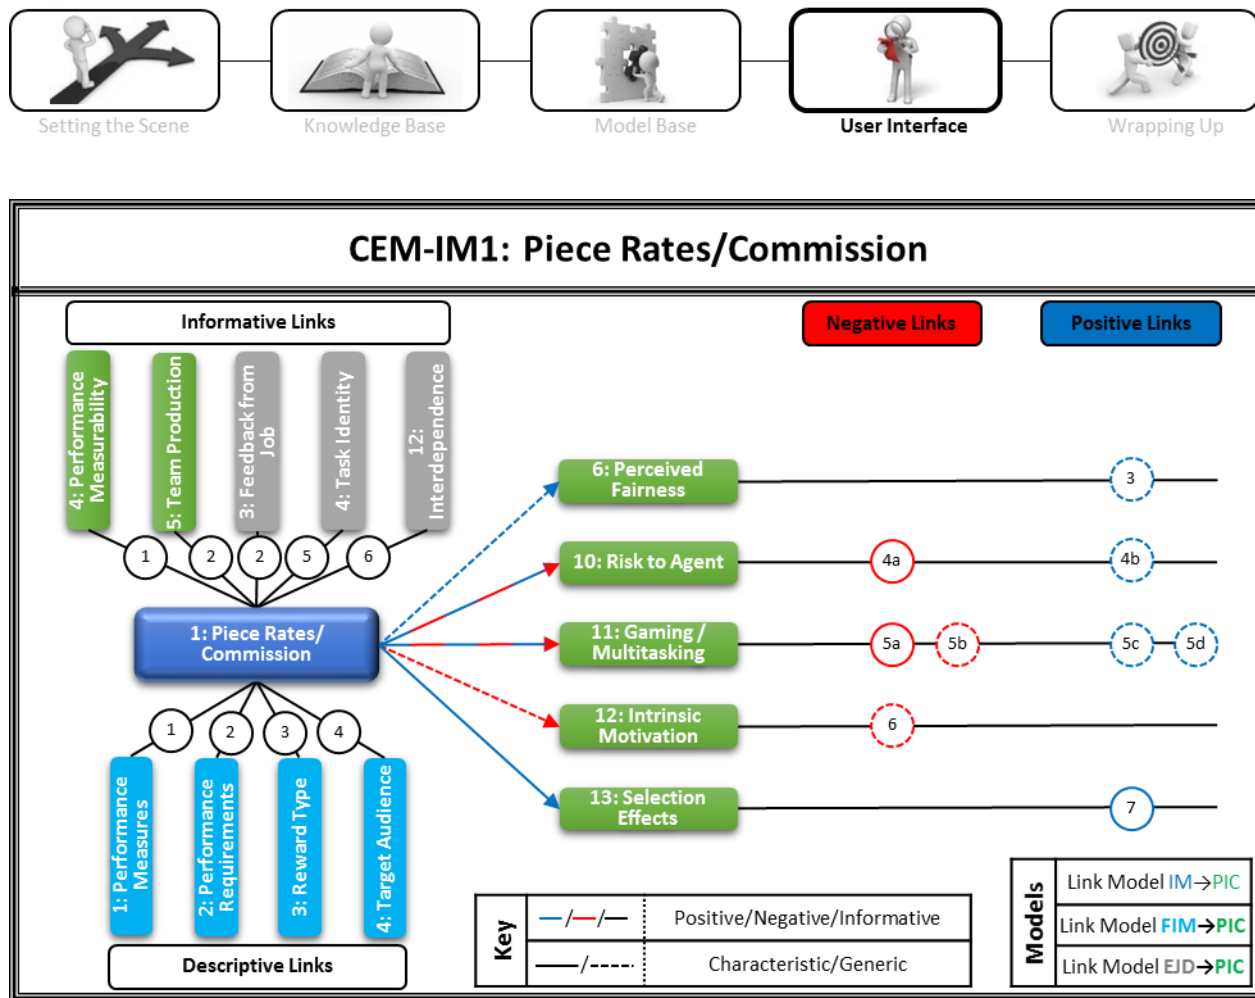 Setting the Scene
Knowledge Base
Model Base
User Interface
Wrapping Up
CEM-IM1: Piece Rates/Commission
Informative Links
Negative Links
Positive Links
4: Performance
Measurability
5: Team Production
3: Feedback from
Job
4: Task Identity
12:
Interdependence
1
2
2
5
6
1: Piece Rates/
Commission
6: Perceived
Fairness
3
10: Risk to Agent
4a
4b
11: Gaming /
Multitasking
5a
5b
5c
5d
12: Intrinsic
Motivation
6
13: Selection
Effects
7
1
2
3
4
1: Performance
Measures
2: Performance
Requirements
3: Reward Type
4: Target Audience
Descriptive Links
Key
Positive/Negative/Informative
Characteristic/Generic
Models
Link Model IM→PIC
Link Model FIM→PIC
Link Model EJD→PIC